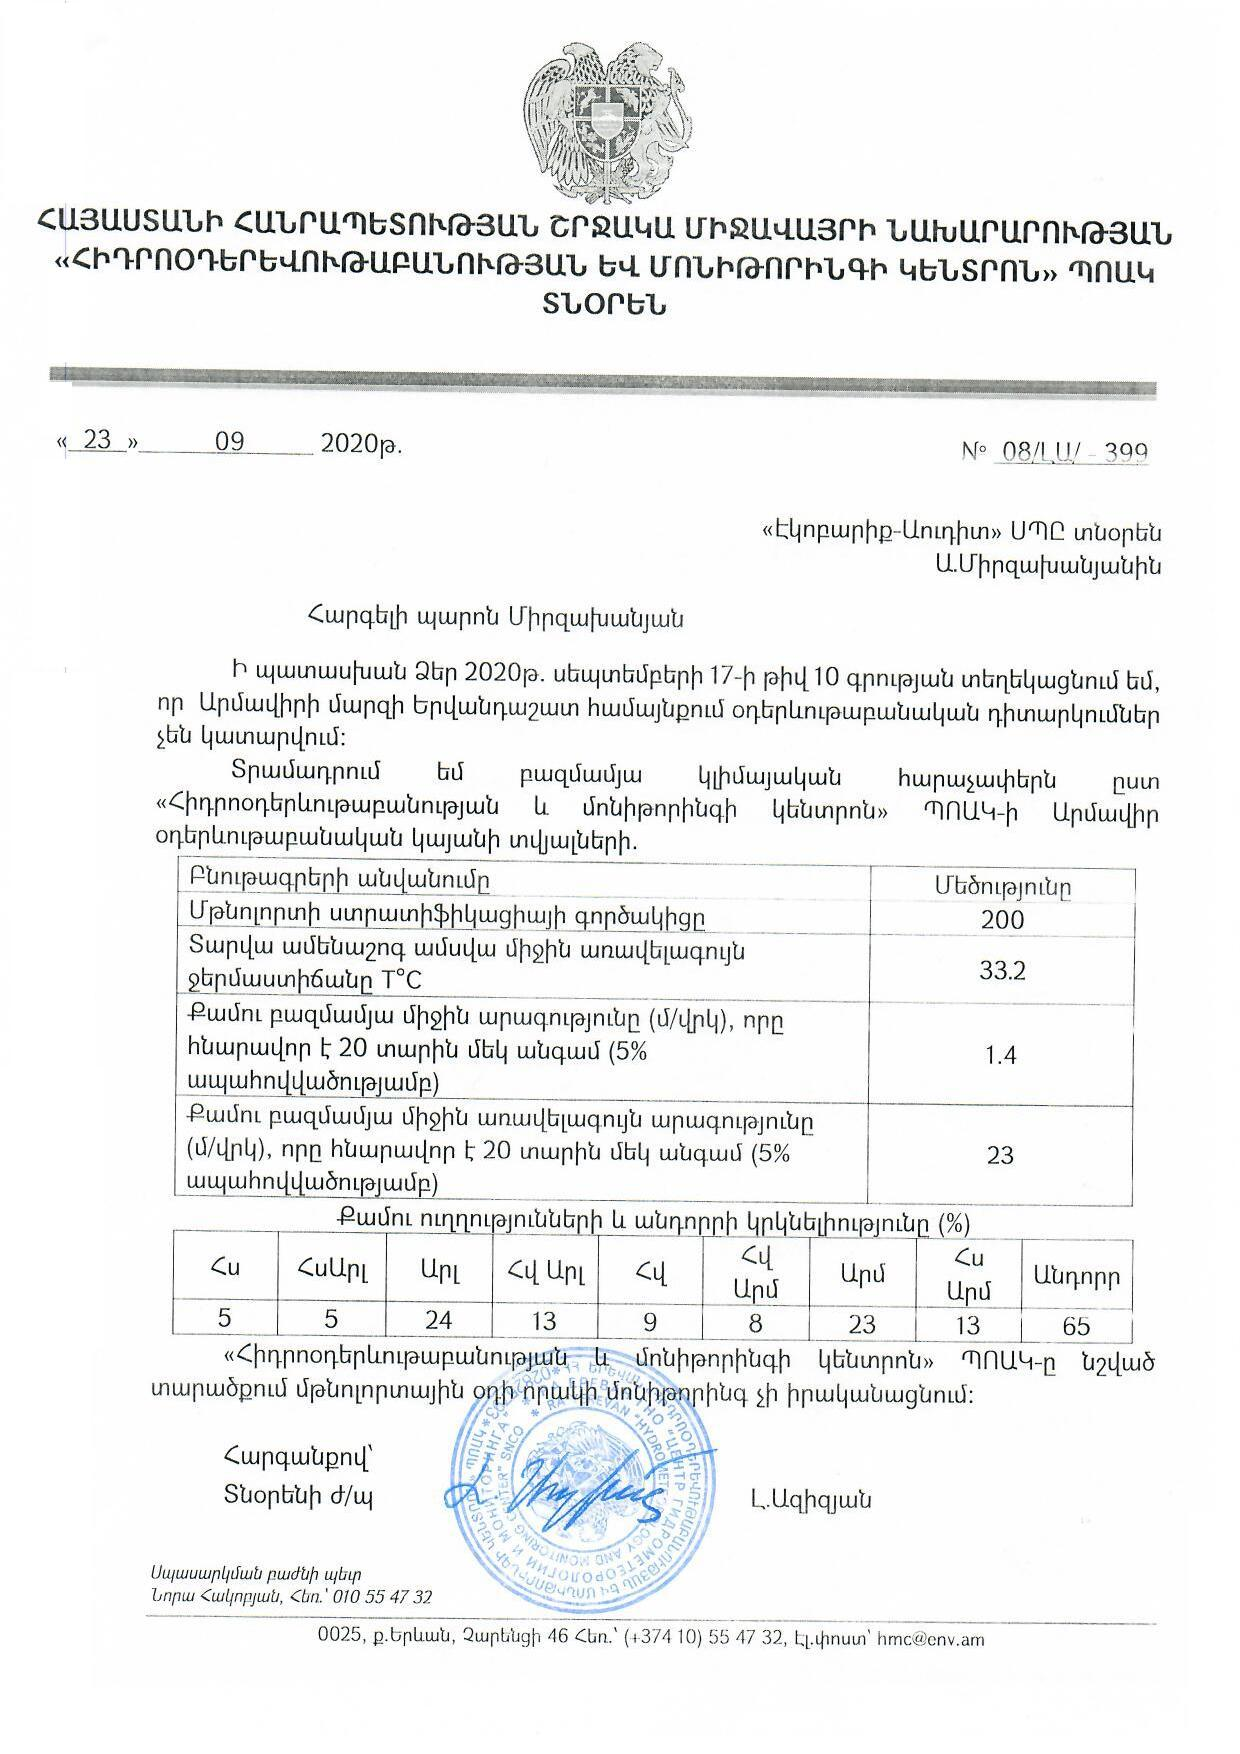 ՀԱՅԱՍՏԱՆԻ ՀԱՆՐԱՊԵՏՈՒԹՅԱՆ ՇՐՋԱԿԱ ՄԻՋԱՎԱՅՐԻ ՆԱԽԱՐԱՐՈՒԹՅԱՆ
«ՀԻԴՐՈՕԴԵՐԵՎՈՒԹԱԲԱՆՈՒԹՅԱՆ ԵՎ ՄՈՆԻԹՈՐԻՆԳԻ ԿԵՆՏՐՈՆ» ՊՈԱԿ
ՏՆՕՐԵՆ
« 23 » 09 2020թ.
№ 08/ԼԱ/ - 399
«Էկոբարիք-Աուդիտ» ՍՊԸ տնօրեն
Ա.Միրզախանյանին
Հարգելի պարոն Միրզախանյան
Ի պատասխան Ձեր 2020թ. սեպտեմբերի 17-ի թիվ 10 գրության տեղեկացնում եմ,
որ Արմավիրի մարզի Երվանդաշատ համայնքում օդերևութաբանական դիտարկումներ
չեն կատարվում:
Տրամադրում եմ բազմամյա կլիմայական հարաչափերն ըստ
«Հիդրոօդերևութաբանության և մոնիթորինգի կենտրոն» ՊՈԱԿ-ի Արմավիր
օդերևութաբանական կայանի տվյալների.
Բնութագրերի անվանումը Մեծությունը
Մթնոլորտի ստրատիֆիկացիայի գործակիցը 200
Տարվա ամենաշոգ ամսվա միջին առավելագույն
ջերմաստիճանը T°C 33.2
Քամու բազմամյա միջին արագությունը (մ/վրկ), որը
հնարավոր է 20 տարին մեկ անգամ (5% 1.4
ապահովվածությամբ)
Քամու բազմամյա միջին առավելագույն արագությունը
(մ/վրկ), որը հնարավոր է 20 տարին մեկ անգամ (5% 23
ապահովվածությամբ)
Քամու ուղղությունների և անդորրի կրկնելիությունը (%)
Հս ՀսԱրլ Արլ Հվ Արլ Հվ Հվ Արմ Արմ Հս Արմ Անդորր
5 5 24 13 9 8 23 13 65
«Հիդրոօդերևութաբանության և մոնիթորինգի կենտրոն» ՊՈԱԿ-ը նշված
տարածքում մթնոլորտային օդի որակի մոնիթորինգ չի իրականացնում:
Հարգանքով՝
Տնօրենի ժ/պ Լ.Ազիզյան
Սպասարկման բաժնի պետ
Նորա Հակոբյան, Հեռ.՝ 010 55 47 32
0025, ք.Երևան, Չարենցի 46 Հեռ.՝ (+374 10) 55 47 32, Էլ.փոստ՝ hmc@env.am